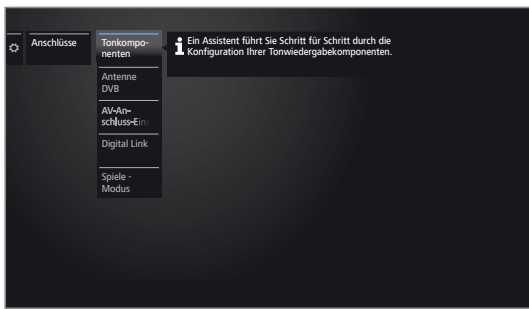 Anschlüsse
Tonkompo-
nenten
Ein Assistent führt Sie Schritt für Schritt durch die
Konfiguration Ihrer Tonwiedergabekomponenten.
Antenne
DVB
AV-An-
schluss-Eins
Digital Link
Spiele -
Modus